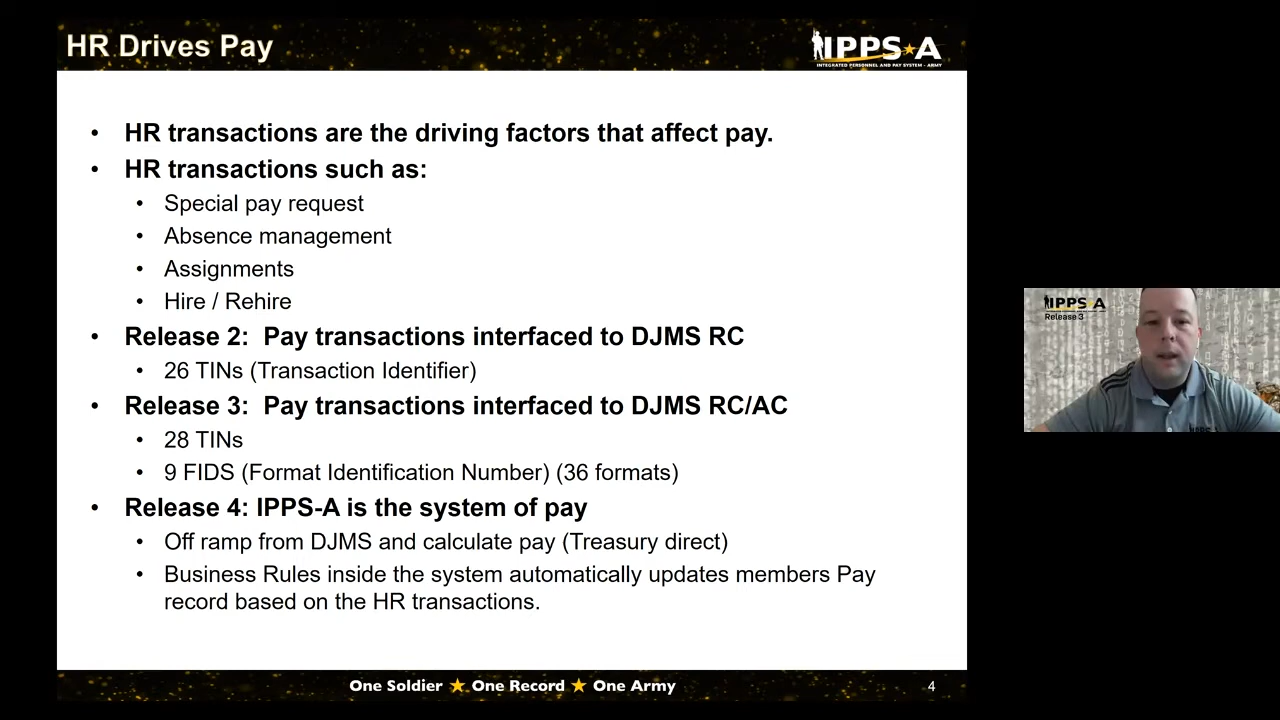 HR Drives Pay
IPPS-A
INTEGRATED PERSONNEL AND PAY SYSTEM - ARMY
• HR transactions are the driving factors that affect pay.
• HR transactions such as:
• Special pay request
• Absence management
• Assignments
• Hire / Rehire
• Release 2:  Pay transactions interfaced to DJMS RC
• 26 TINs (Transaction Identifier)
• Release 3:  Pay transactions interfaced to DJMS RC/AC
• 28 TINs
• 9 FIDS (Format Identification Number) (36 formats)
• Release 4: IPPS-A is the system of pay
• Off ramp from DJMS and calculate pay (Treasury direct)
• Business Rules inside the system automatically updates members Pay
record based on the HR transactions.
One Soldier ★ One Record ★ One Army
4
IPPS-A
Release 3